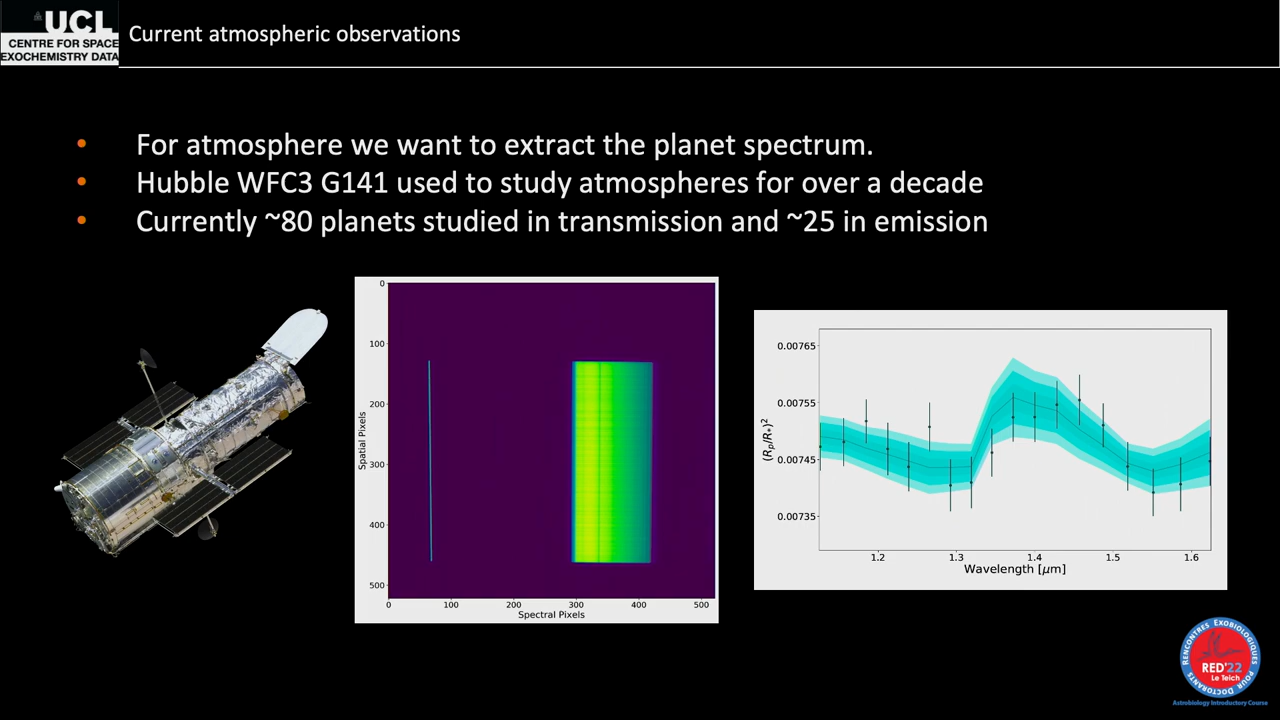 UCL
CENTRE FOR SPACE
EXOCHEMISTRY DATA
Current atmospheric observations
• For atmosphere we want to extract the planet spectrum.
• Hubble WFC3 G141 used to study atmospheres for over a decade
• Currently ~80 planets studied in transmission and ~25 in emission
0
100
200
300
400
500
Spatial Pixels
0 100 200 300 400 500
Spectral Pixels
0.00765
0.00755
0.00745
0.00735
(Rp/R*)²
1.2 1.3 1.4 1.5 1.6
Wavelength [μm]
RENCONTRES EXOBIOLOGIQUES
POUR DOCTORANTS
RED'22
Le Teich
Astrobiology Introductory Course